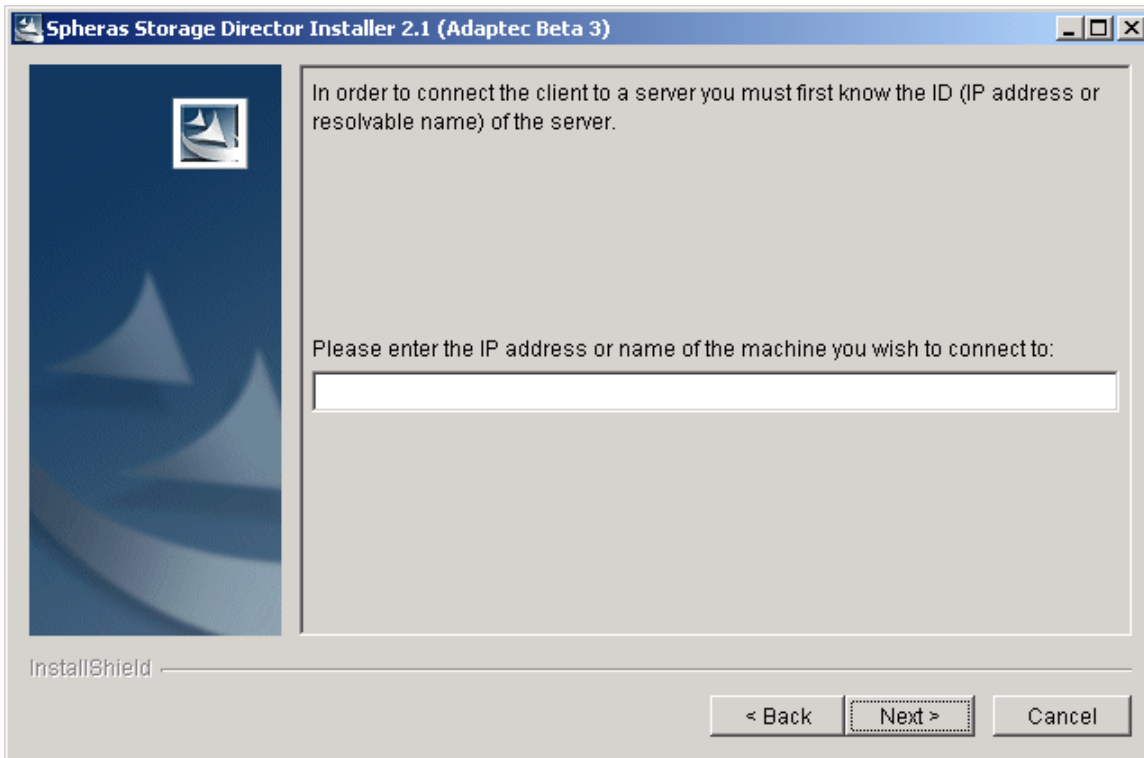 Spheras Storage Director Installer 2.1 (Adaptec Beta 3)
In order to connect the client to a server you must first know the ID (IP address or
resolvable name) of the server.
Please enter the IP address or name of the machine you wish to connect to:
InstallShield
< Back
Next >
Cancel